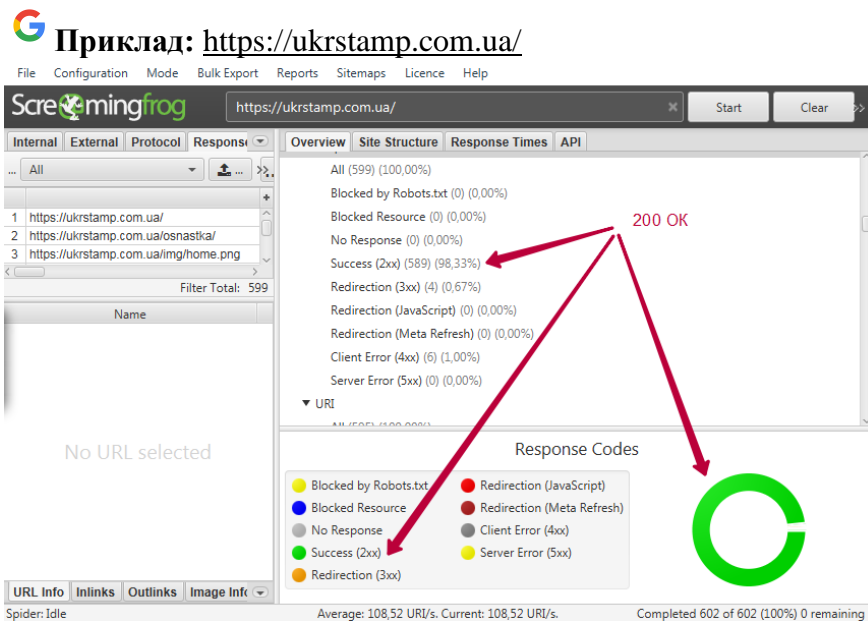 Приклад: https://ukrstamp.com.ua/
File Configuration Mode Bulk Export Reports Sitemaps Licence Help
Screamingfrog https://ukrstamp.com.ua/ Start Clear
Internal External Protocol Respons
... All ...
1 https://ukrstamp.com.ua/
2 https://ukrstamp.com.ua/osnastka/
3 https://ukrstamp.com.ua/img/home.png
Filter Total: 599
Name
No URL selected
URL Info Inlinks Outlinks Image Info
Overview Site Structure Response Times API
All (599) (100,00%)
Blocked by Robots.txt (0) (0,00%)
Blocked Resource (0) (0,00%)
No Response (0) (0,00%)
Success (2xx) (589) (98,33%)
Redirection (3xx) (4) (0,67%)
Redirection (JavaScript) (0) (0,00%)
Redirection (Meta Refresh) (0) (0,00%)
Client Error (4xx) (6) (1,00%)
Server Error (5xx) (0) (0,00%)
URI
200 OK
Response Codes
Blocked by Robots.txt
Blocked Resource
No Response
Success (2xx)
Redirection (3xx)
Redirection (JavaScript)
Redirection (Meta Refresh)
Client Error (4xx)
Server Error (5xx)
Spider: Idle Average: 108,52 URI/s. Current: 108,52 URI/s. Completed 602 of 602 (100%) 0 remaining